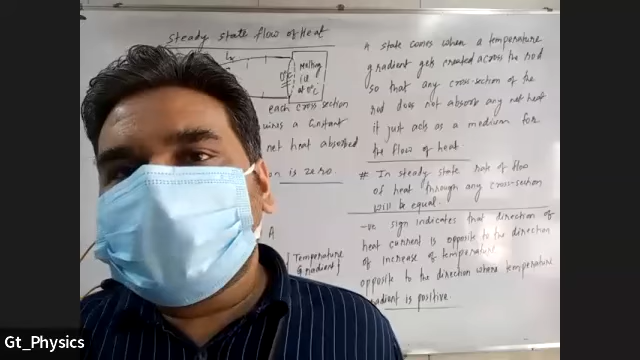 Steady state flow of Heat
Lx
Melting
ice
at 0°C
0°C
each cross section
a Constant
net heat absorbed
on is zero.
A
Temperature
Gradient
A state comes when a temperature
gradient gets created across the rod
so that any cross-section of the
rod does not absorb any net heat
it just acts as a medium for
the flow of heat.
# In steady state rate of flow
of heat through any cross-section
will be equal.
-ve sign indicates that direction of
heat current is opposite to the direction
of increase of temperature
opposite to the direction where temperature
gradient is positive.
Gt_Physics